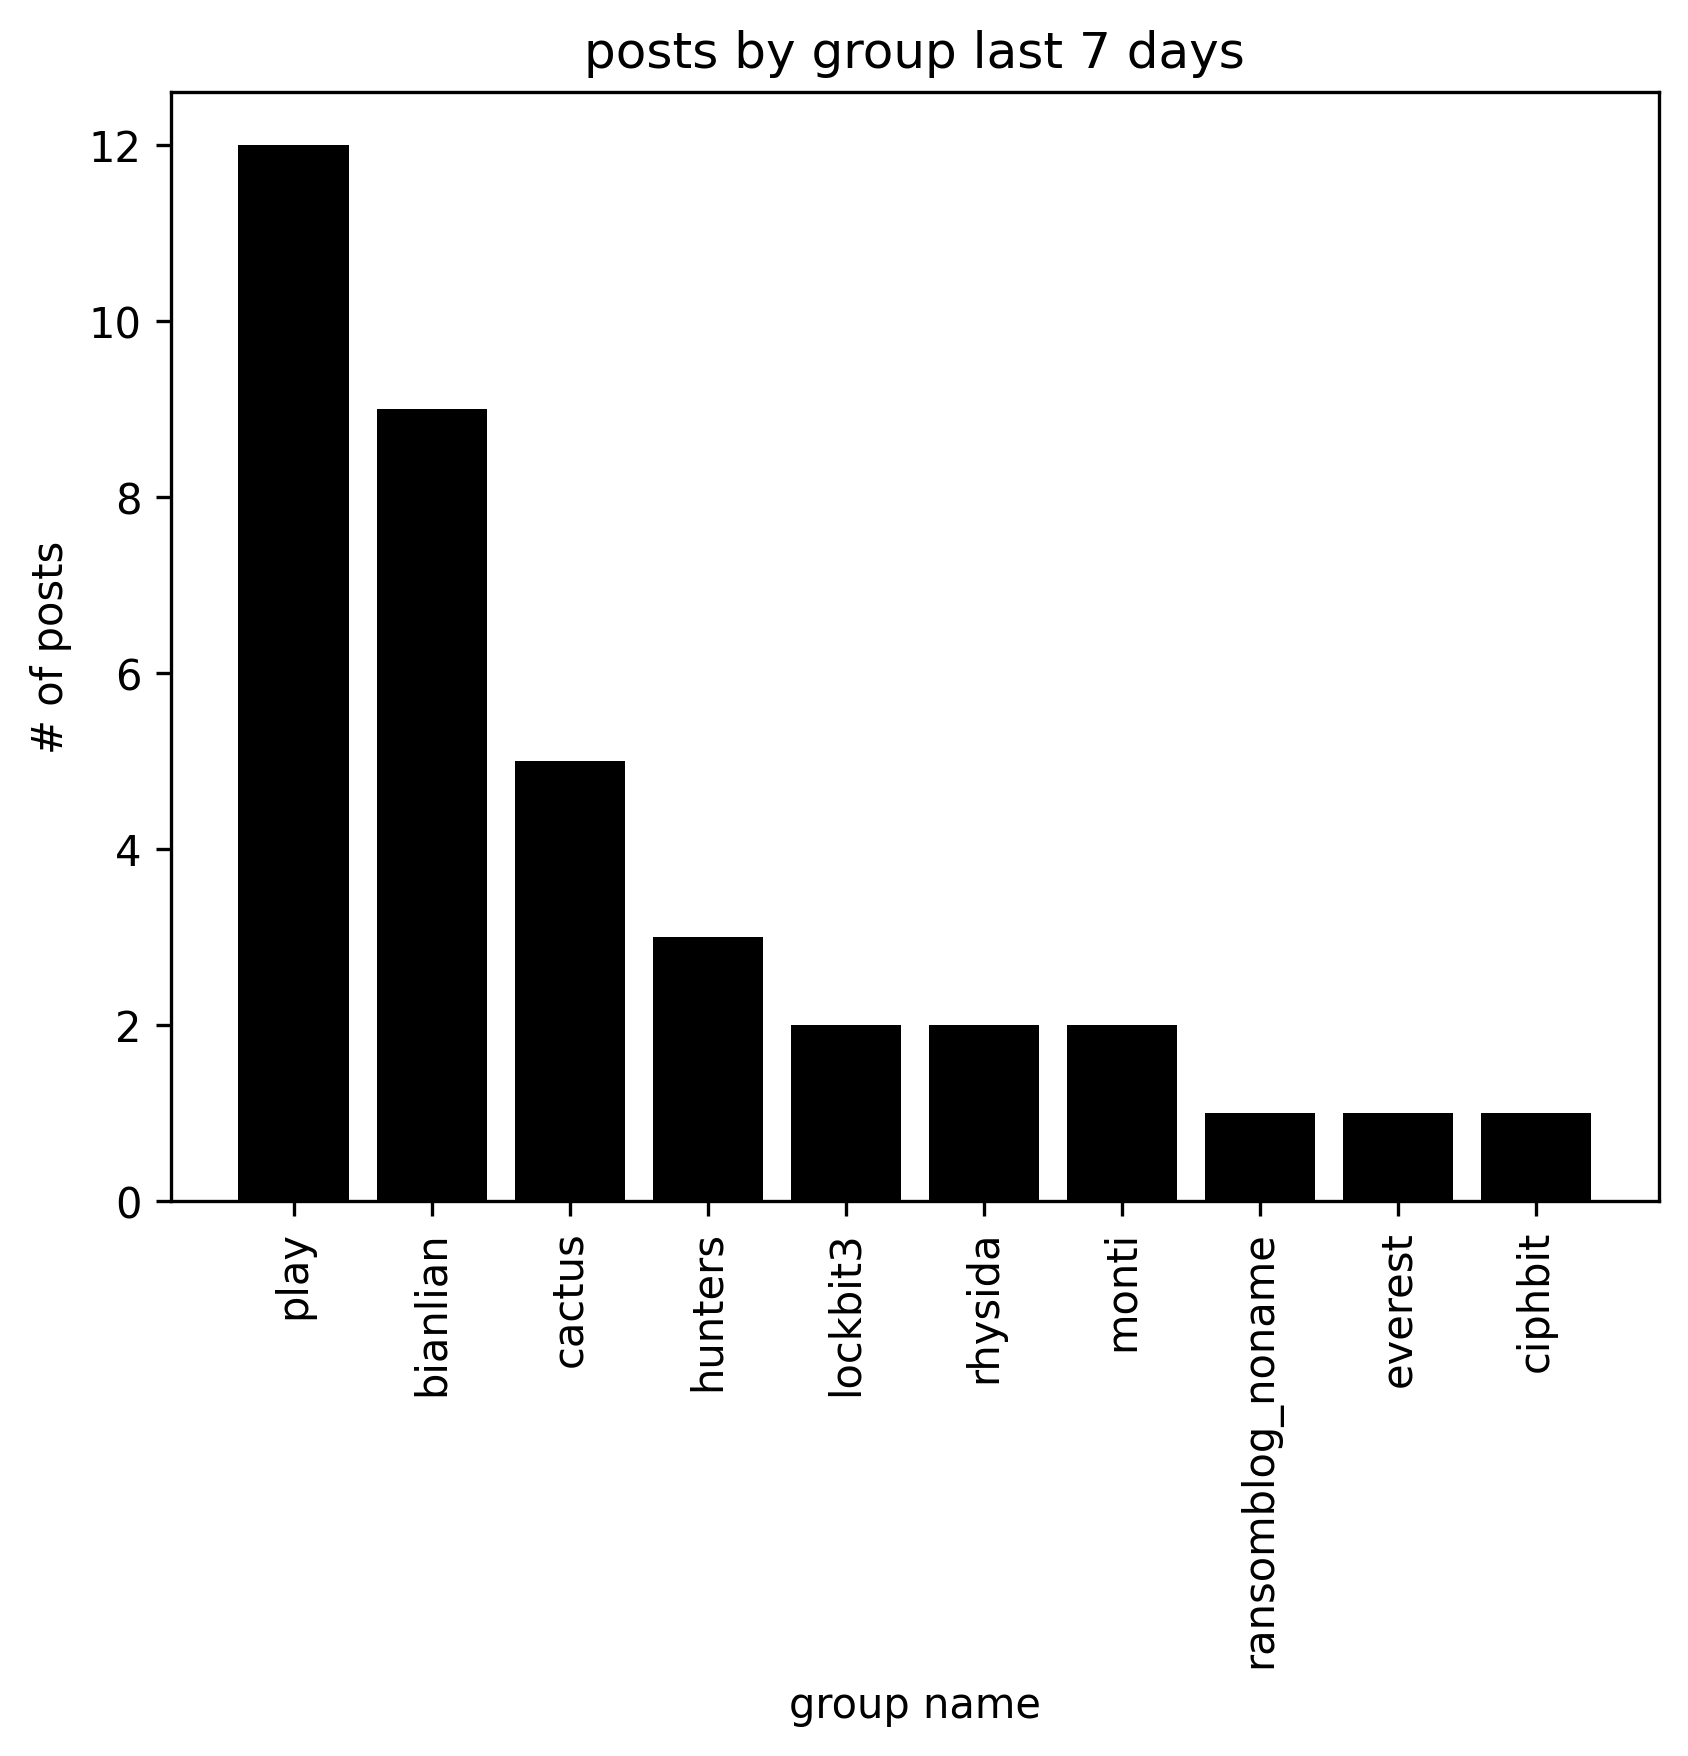 posts by group last 7 days
12
10
8
6
4
2
0
# of posts
play
bianlian
cactus
hunters
lockbit3
rhysida
monti
ransomblog_noname
everest
ciphbit
group name